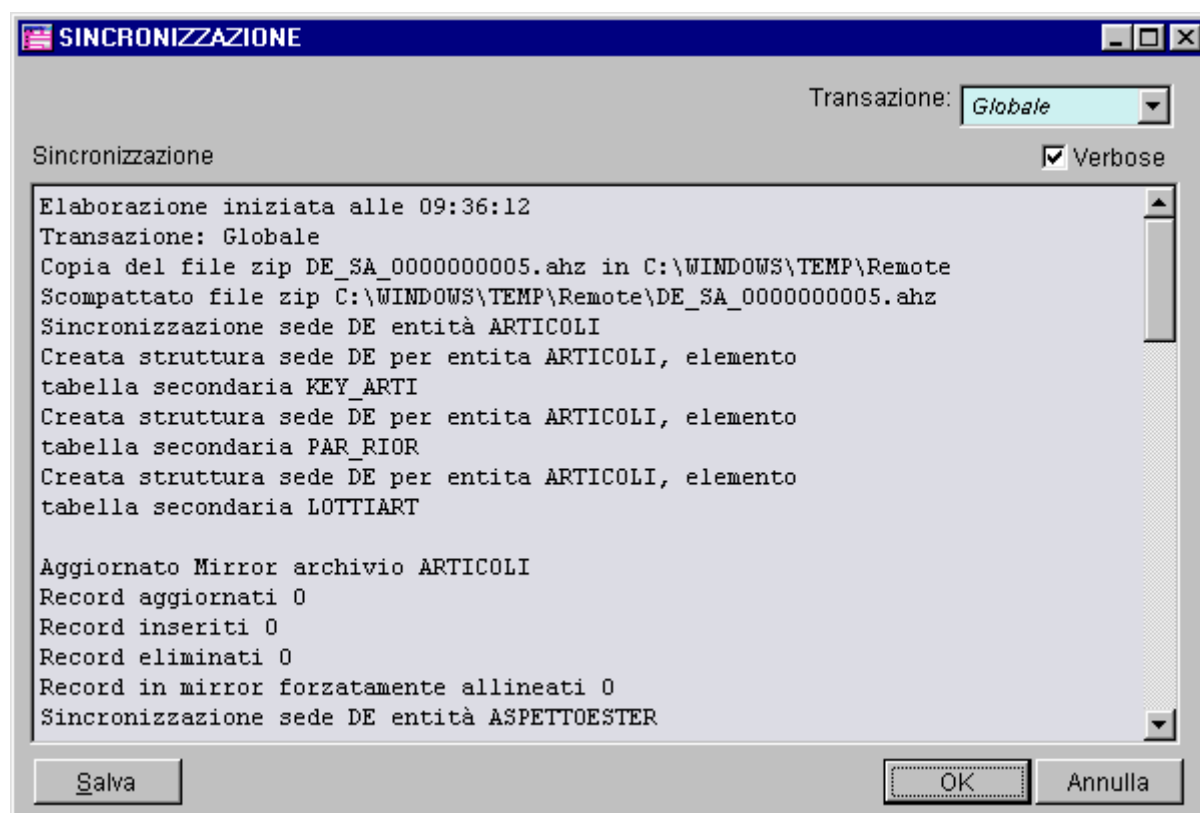 SINCRONIZZAZIONE
Transazione: Globale
Sincronizzazione Verbose
Elaborazione iniziata alle 09:36:12
Transazione: Globale
Copia del file zip DE_SA_0000000005.ahz in C:\WINDOWS\TEMP\Remote
Scompattato file zip C:\WINDOWS\TEMP\Remote\DE_SA_0000000005.ahz
Sincronizzazione sede DE entità ARTICOLI
Creata struttura sede DE per entita ARTICOLI, elemento
tabella secondaria KEY_ARTI
Creata struttura sede DE per entita ARTICOLI, elemento
tabella secondaria PAR_RIOR
Creata struttura sede DE per entita ARTICOLI, elemento
tabella secondaria LOTTIART
Aggiornato Mirror archivio ARTICOLI
Record aggiornati 0
Record inseriti 0
Record eliminati 0
Record in mirror forzatamente allineati 0
Sincronizzazione sede DE entità ASPETTOESTER
Salva OK Annulla